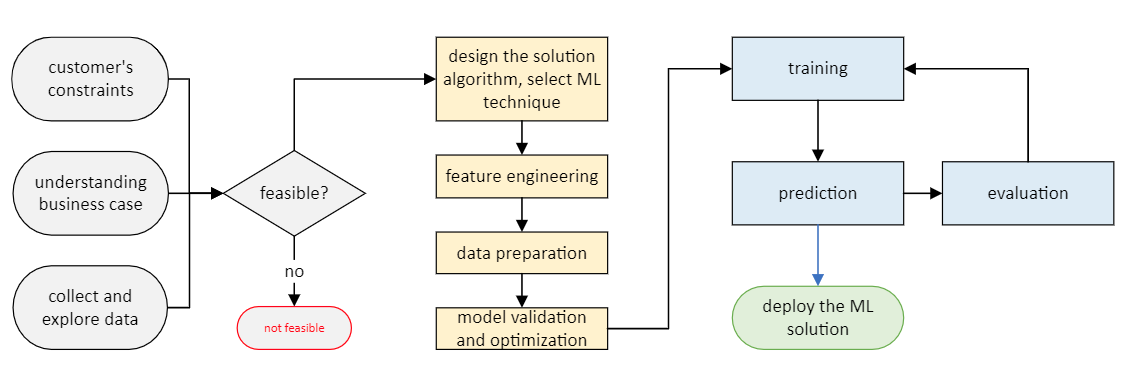 customer's
constraints
understanding
business case
collect and
explore data
feasible?
no
not feasible
design the solution
algorithm, select ML
technique
feature engineering
data preparation
model validation
and optimization
training
prediction
evaluation
deploy the ML
solution